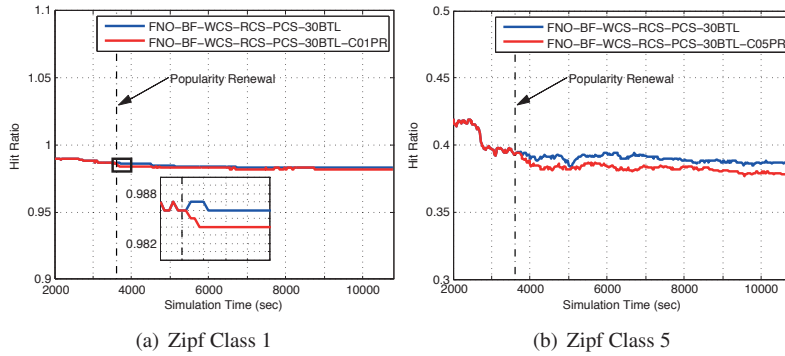 1.1
1.05
1
0.95
0.9
Hit Ratio
FNO-BF-WCS-RCS-PCS-30BTL
FNO-BF-WCS-RCS-PCS-30BTL-C01PR
Popularity Renewal
0.988
0.982
2000 4000 6000 8000 10000
Simulation Time (sec)
(a) Zipf Class 1
0.5
0.45
0.4
0.35
0.3
Hit Ratio
FNO-BF-WCS-RCS-PCS-30BTL
FNO-BF-WCS-RCS-PCS-30BTL-C05PR
Popularity Renewal
2000 4000 6000 8000 10000
Simulation Time (sec)
(b) Zipf Class 5